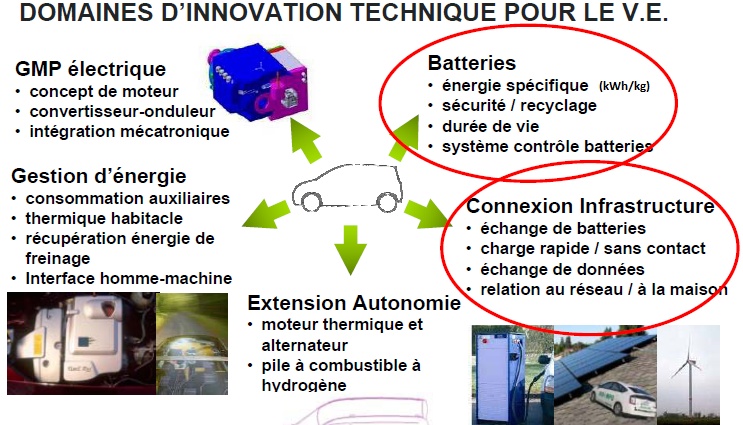 DOMAINES D’INNOVATION TECHNIQUE POUR LE V.E.
GMP électrique
• concept de moteur
• convertisseur-onduleur
• intégration mécatronique
Batteries
• énergie spécifique (kWh/kg)
• sécurité / recyclage
• durée de vie
• système contrôle batteries
Gestion d’énergie
• consommation auxiliaires
• thermique habitacle
• récupération énergie de
freinage
• Interface homme-machine
Connexion Infrastructure
• échange de batteries
• charge rapide / sans contact
• échange de données
• relation au réseau / à la maison
Extension Autonomie
• moteur thermique et
alternateur
• pile à combustible à
hydrogène